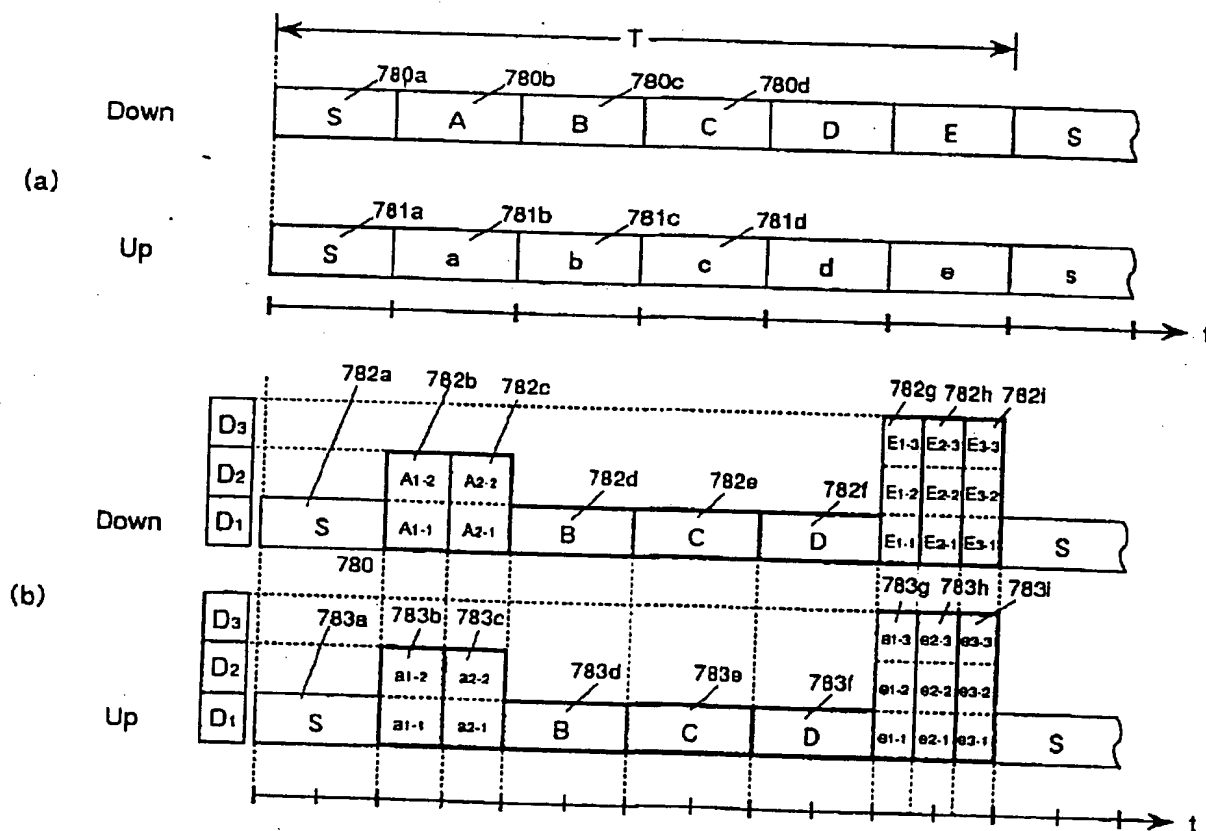 T
780a 780b 780c 780d
Down S A B C D E S
(a)
781a 781b 781c 781d
Up S a b c d e s
t
782a 782b 782c 782g 782h 782i
D3 E1-3 E2-3 E3-3
D2 A1-2 A2-2 782d 782e 782f E1-2 E2-2 E3-2
Down D1 S A1-1 A2-1 B C D E1-1 E2-1 E3-1 S
780 783g 783h 783i
(b)
D3 783a 783b 783c e1-3 e2-3 e3-3
D2 a1-2 a2-2 783d 783e 783f e1-2 e2-2 e3-2
Up D1 S a1-1 a2-1 B C D e1-1 e2-1 e3-1 S
t